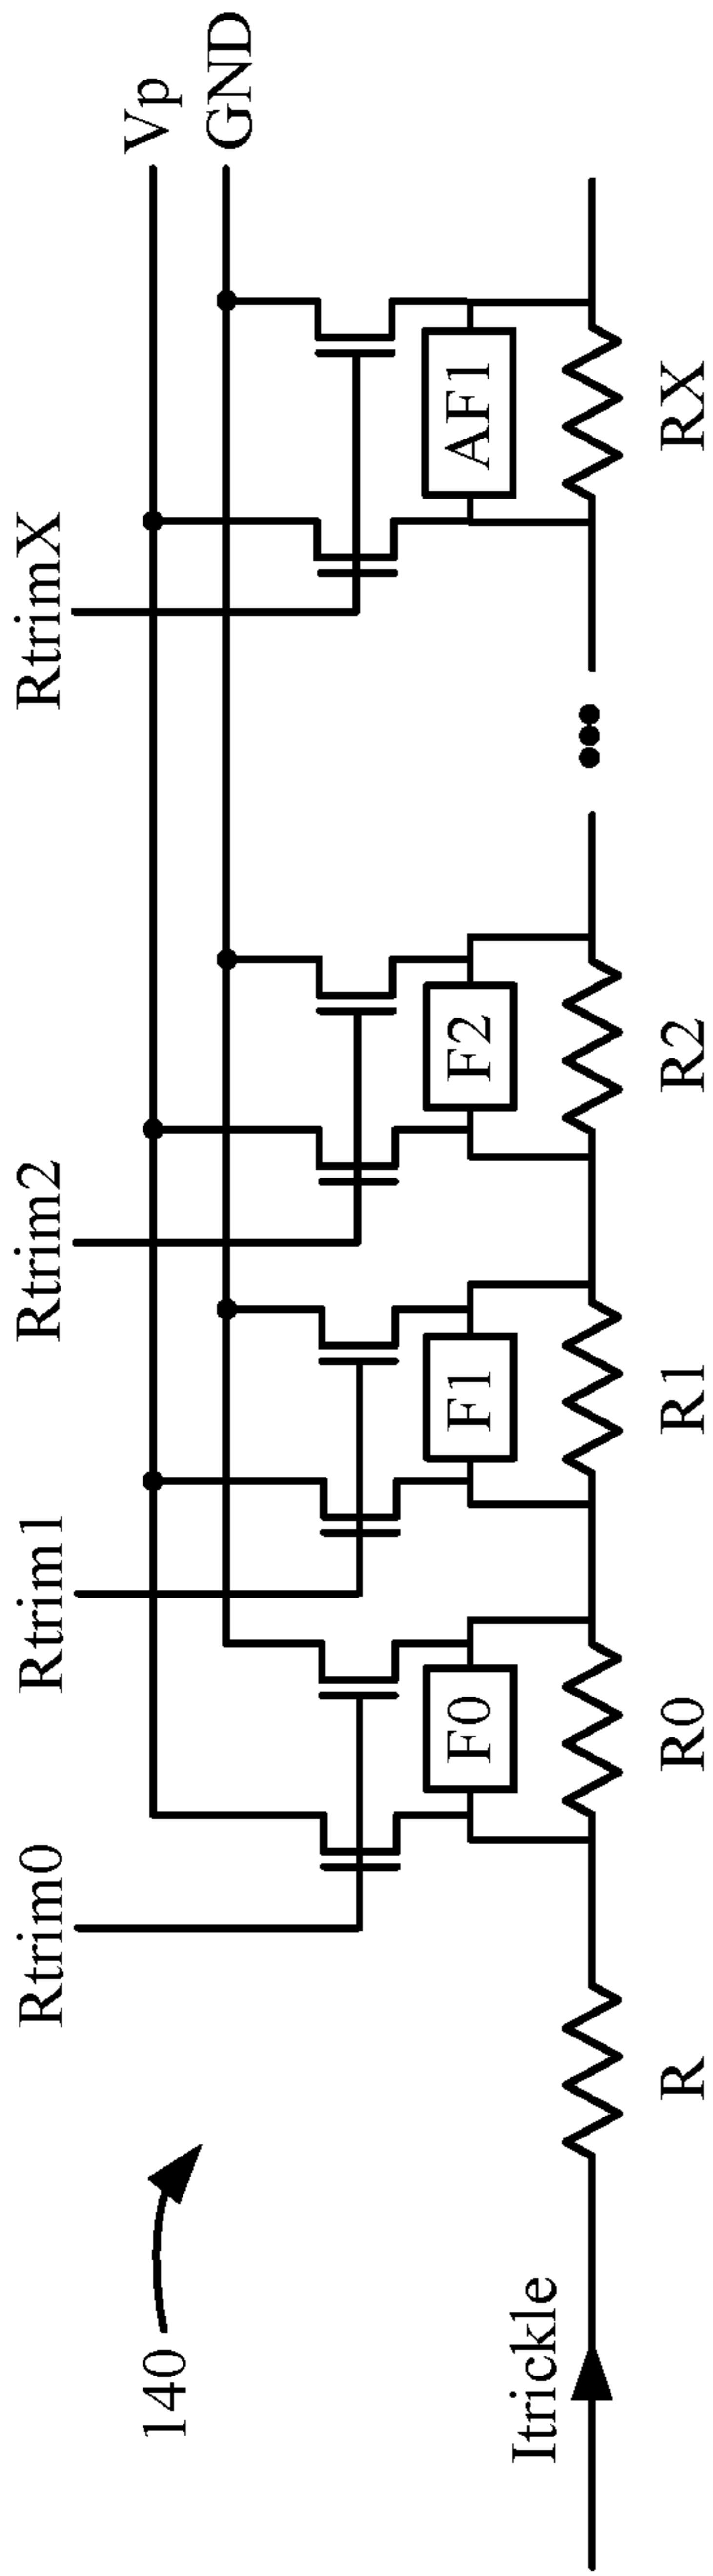 Rtrim0
Rtrim1
Rtrim2
RtrimX
Vp
GND
140
F0
F1
F2
AF1
Itrickle
R
R0
R1
R2
RX